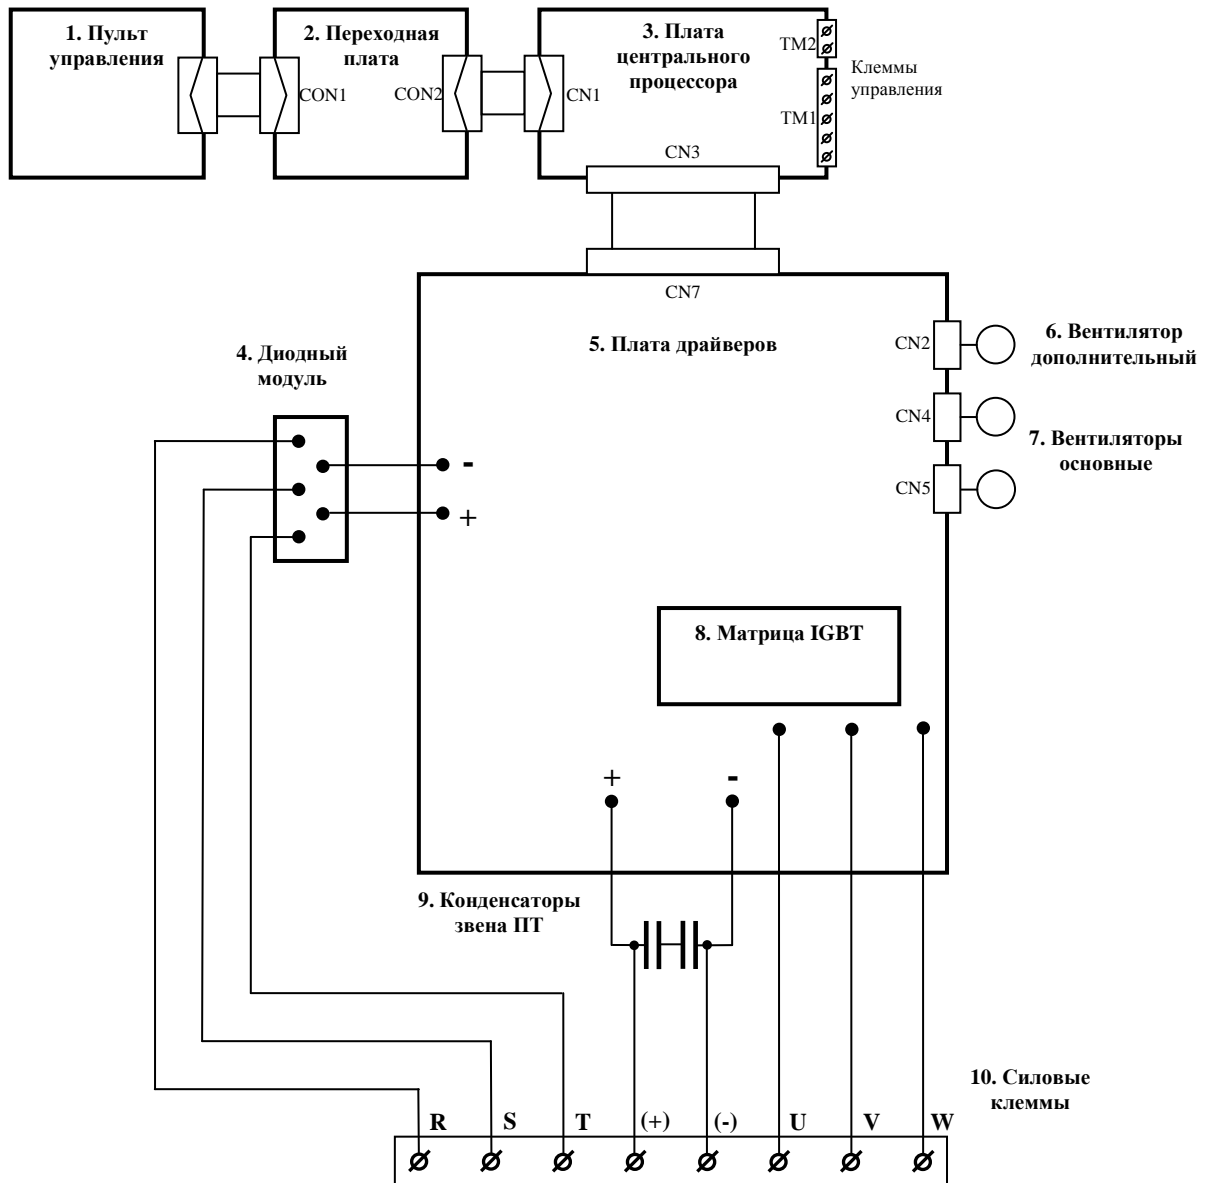 1. Пульт
управления
2. Переходная
плата
3. Плата
центрального
процессора
TM2
Клеммы
управления
TM1
CON1
CON2
CN1
CN3
CN7
5. Плата драйверов
CN2
6. Вентилятор
дополнительный
4. Диодный
модуль
CN4
7. Вентиляторы
основные
CN5
-
+
8. Матрица IGBT
+
-
9. Конденсаторы
звена ПТ
10. Силовые
клеммы
R S T (+) (-) U V W